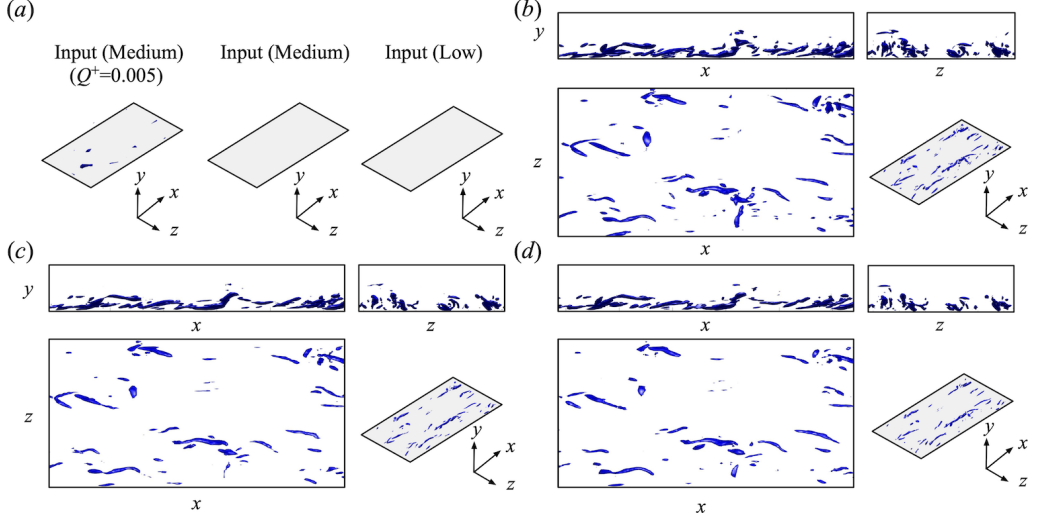 (a)
Input (Medium)
(Q⁺=0.005)
Input (Medium)
Input (Low)
y
x
z
y
x
z
y
x
z
(b)
y
x
z
z
x
y
x
z
(c)
y
x
z
z
x
y
x
z
(d)
x
z
x
y
x
z